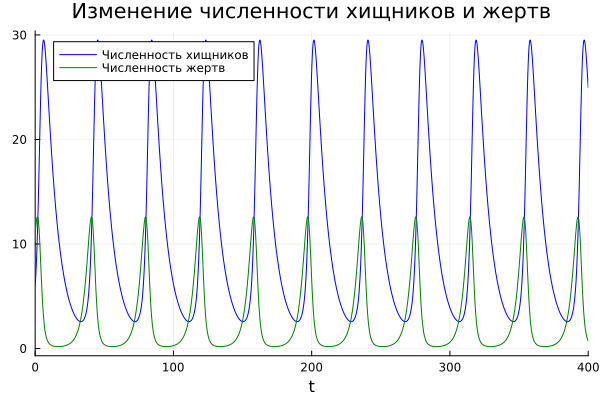 Изменение численности хищников и жертв
Численность хищников
Численность жертв
30
20
10
0
0 100 200 300 400
t